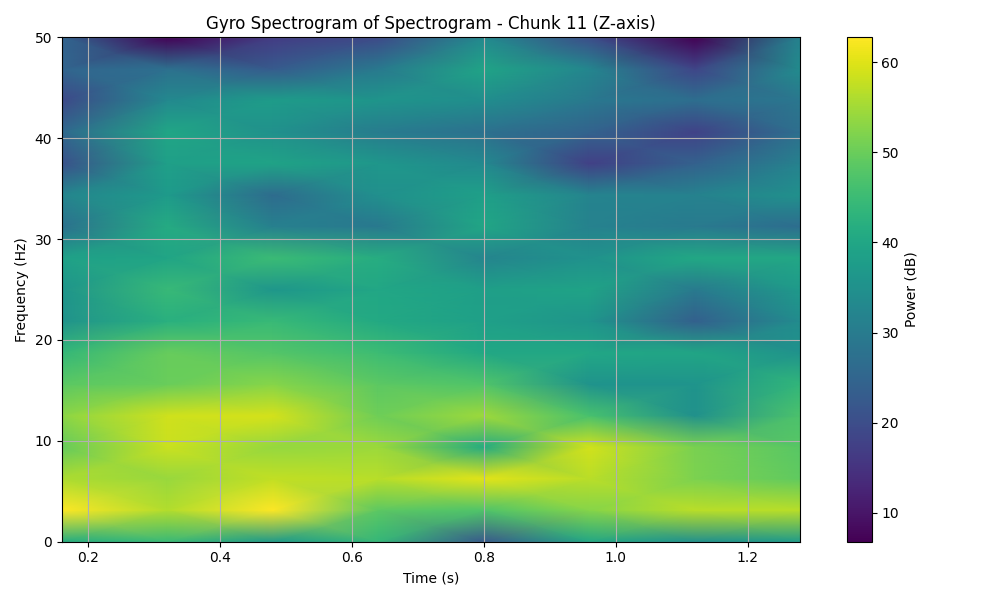 Gyro Spectrogram of Spectrogram - Chunk 11 (Z-axis)
50
40
30
20
10
0
Frequency (Hz)
0.2 0.4 0.6 0.8 1.0 1.2
Time (s)
60
50
40
30
20
10
Power (dB)